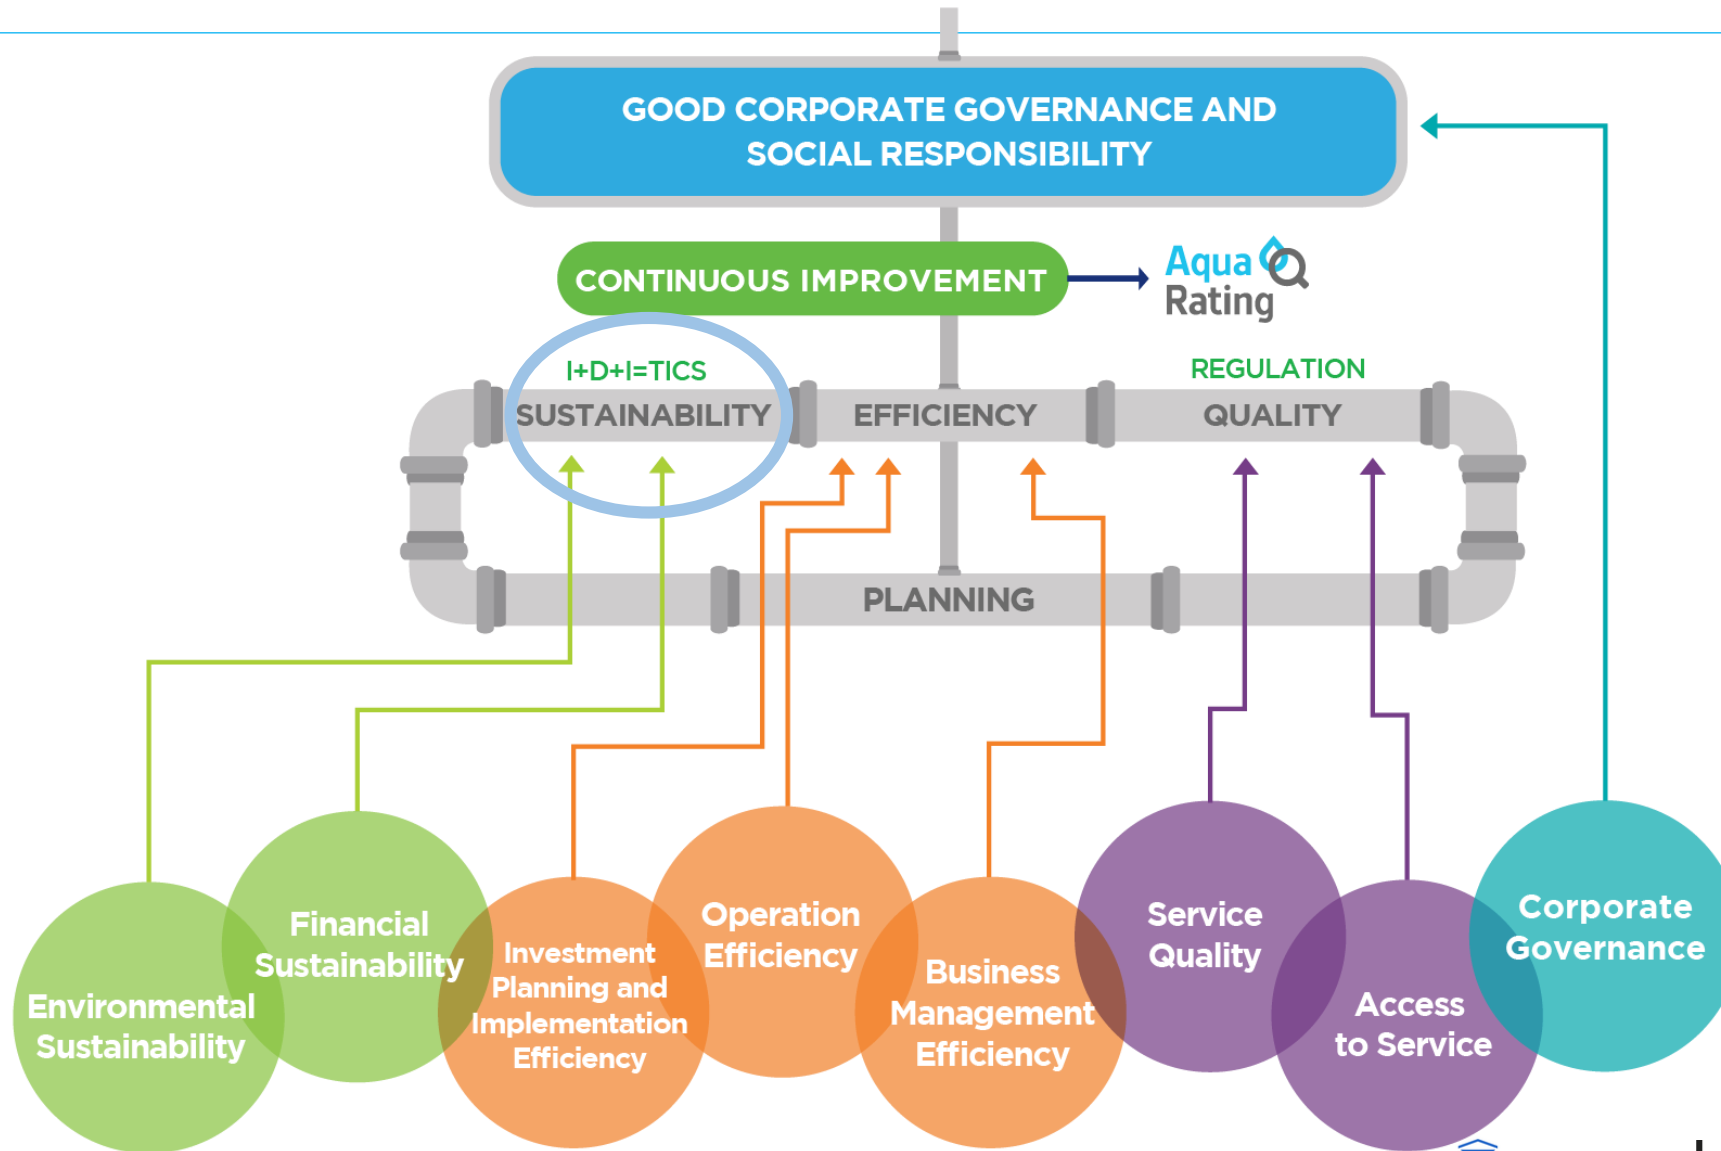 GOOD CORPORATE GOVERNANCE AND
SOCIAL RESPONSIBILITY
CONTINUOUS IMPROVEMENT
Aqua
Rating
I+D+I=TICS
REGULATION
SUSTAINABILITY
EFFICIENCY
QUALITY
PLANNING
Environmental
Sustainability
Financial
Sustainability
Investment
Planning and
Implementation
Efficiency
Operation
Efficiency
Business
Management
Efficiency
Service
Quality
Access
to Service
Corporate
Governance